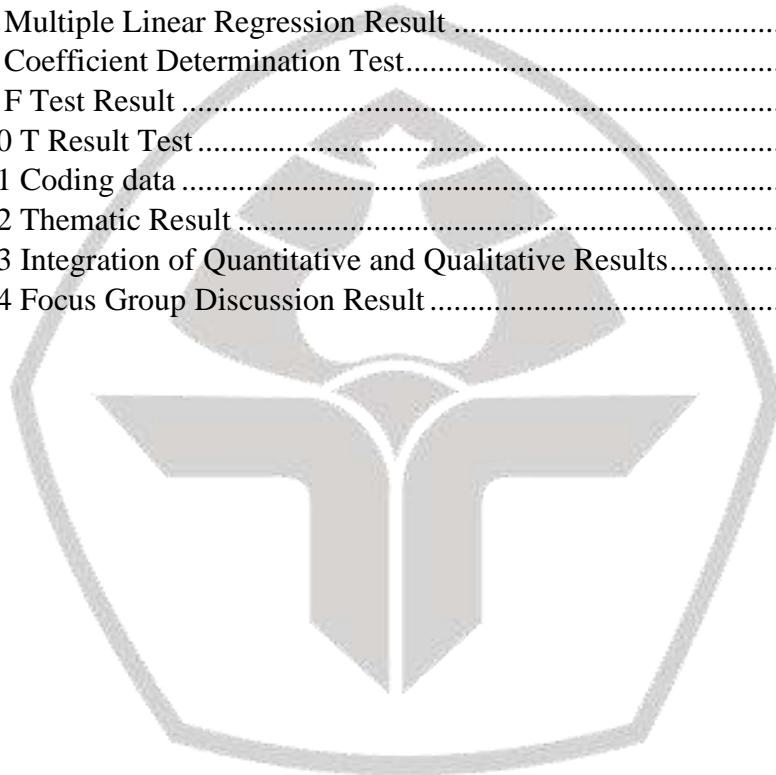 Multiple Linear Regression Result ........................................
Coefficient Determination Test..............................................
F Test Result ...........................................................................
0 T Result Test.........................................................................
1 Coding data ...........................................................................
2 Thematic Result ....................................................................
3 Integration of Quantitative and Qualitative Results..............
4 Focus Group Discussion Result ............................................